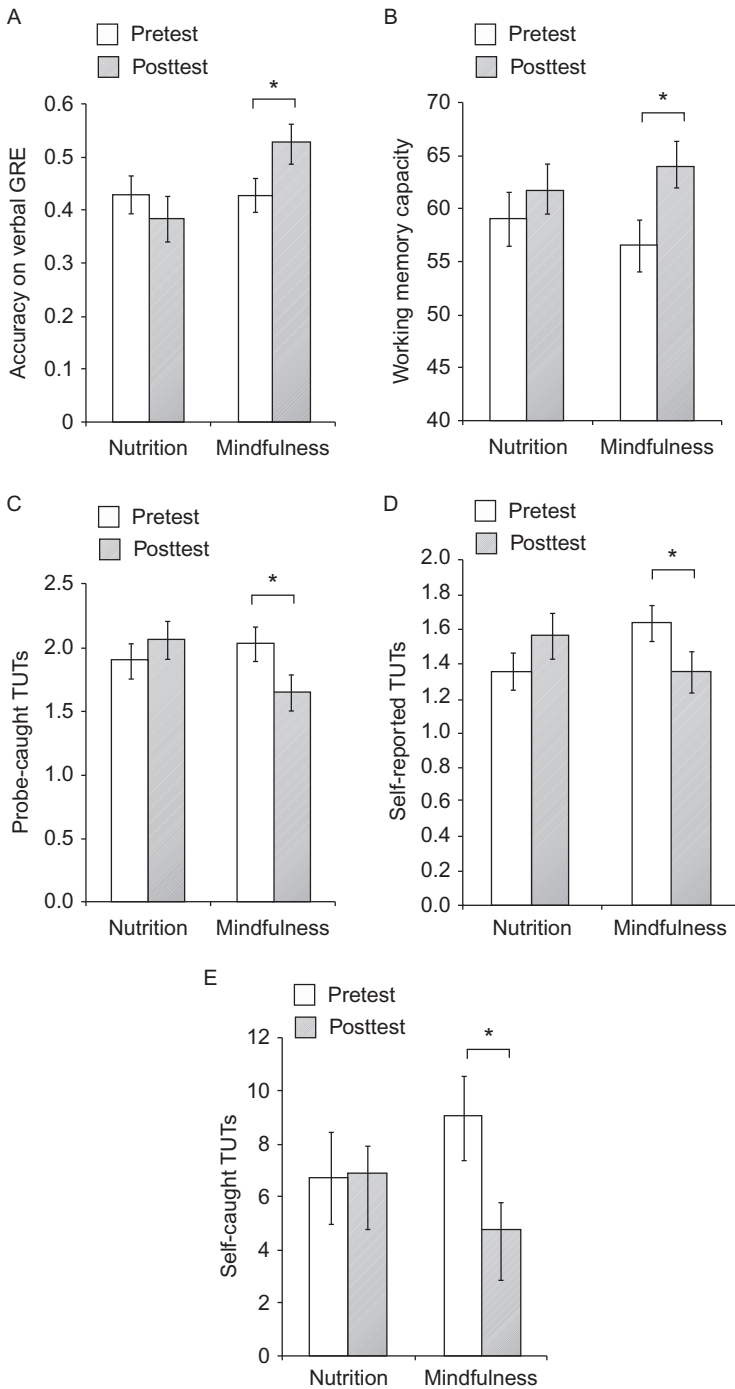 A
Pretest
Posttest
*
Accuracy on verbal GRE
0.6
0.5
0.4
0.3
0.2
0.1
0
Nutrition Mindfulness
B
Pretest
Posttest
*
Working memory capacity
70
65
60
55
50
45
40
Nutrition Mindfulness
C
Pretest
Posttest
*
Probe-caught TUTs
2.5
2.0
1.5
1.0
0.5
0.0
Nutrition Mindfulness
D
Pretest
Posttest
*
Self-reported TUTs
2.0
1.8
1.6
1.4
1.2
1.0
0.8
0.6
0.4
0.2
0.0
Nutrition Mindfulness
E
Pretest
Posttest
*
Self-caught TUTs
12
10
8
6
4
2
0
Nutrition Mindfulness